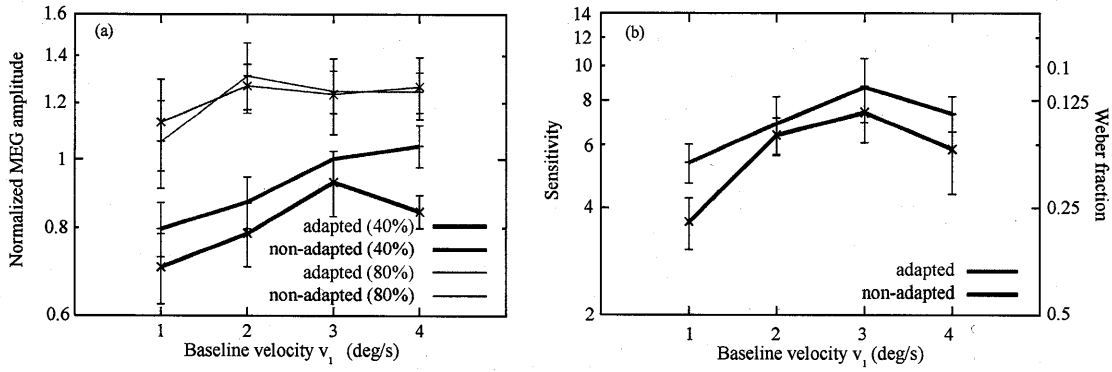 (a)
Normalized MEG amplitude
1.6
1.4
1.2
1
0.8
0.6
adapted (40%)
non-adapted (40%)
adapted (80%)
non-adapted (80%)
1 2 3 4
Baseline velocity v1 (deg/s)
(b)
Sensitivity
14
12
10
8
6
4
2
Weber fraction
0.1
0.125
0.25
0.5
adapted
non-adapted
1 2 3 4
Baseline velocity v1 (deg/s)